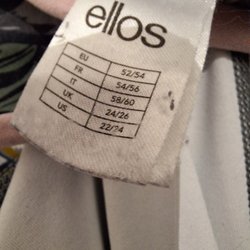 ellos
EU 52/54
FR 54/56
IT 58/60
UK 24/26
US 22/24